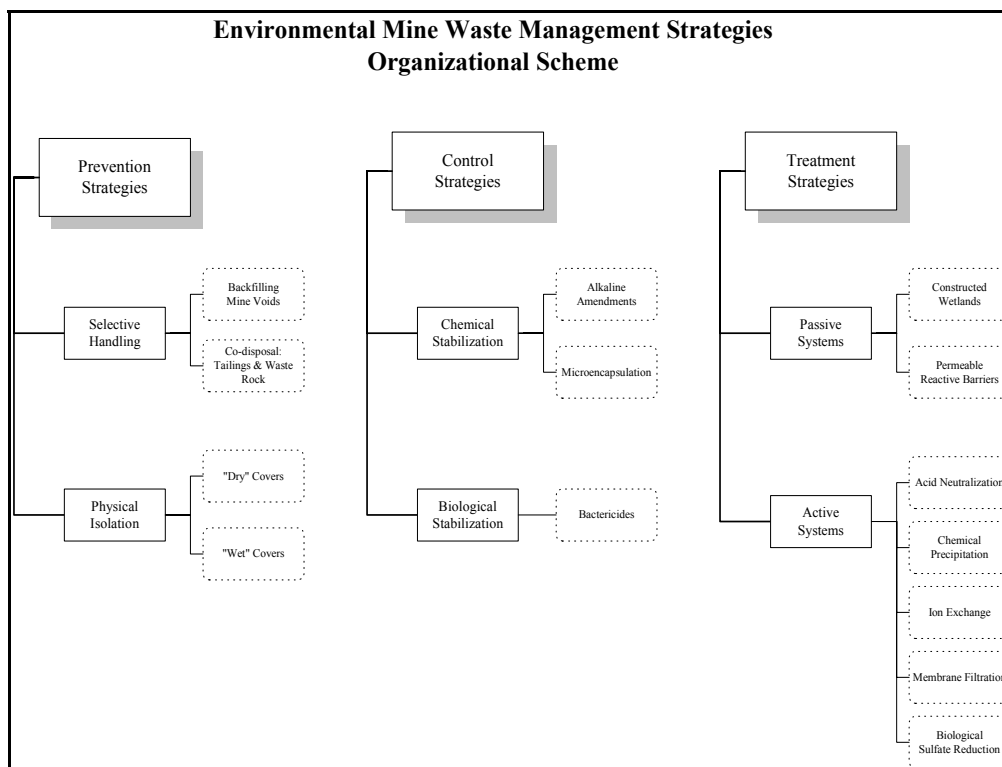 Environmental Mine Waste Management Strategies
Organizational Scheme
Prevention
Strategies
Selective
Handling
Backfilling
Mine Voids
Co-disposal:
Tailings & Waste
Rock
Physical
Isolation
"Dry" Covers
"Wet" Covers
Control
Strategies
Chemical
Stabilization
Alkaline
Amendments
Microencapsulation
Biological
Stabilization
Bactericides
Treatment
Strategies
Passive
Systems
Constructed
Wetlands
Permeable
Reactive Barriers
Active
Systems
Acid Neutralization
Chemical
Precipitation
Ion Exchange
Membrane Filtration
Biological
Sulfate Reduction